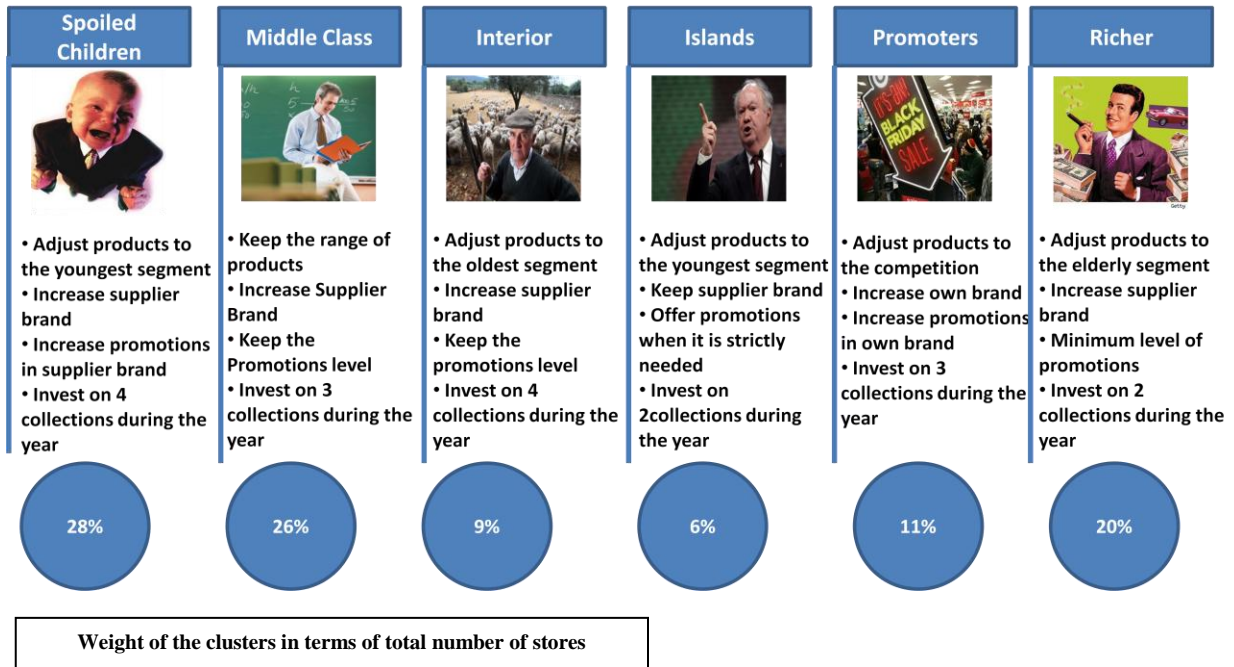 Spoiled
Children
Middle Class
Interior
Islands
Promoters
Richer
IT'S ON!
BLACK
FRIDAY
SALE
Getty
• Adjust products to
the youngest segment
• Increase supplier
brand
• Increase promotions
in supplier brand
• Invest on 4
collections during the
year
• Keep the range of
products
• Increase Supplier
Brand
• Keep the
Promotions level
• Invest on 3
collections during the
year
• Adjust products to
the oldest segment
• Increase supplier
brand
• Keep the
promotions level
• Invest on 4
collections during the
year
• Adjust products to
the youngest segment
• Keep supplier brand
• Offer promotions
when it is strictly
needed
• Invest on
2collections during
the year
• Adjust products to
the competition
• Increase own brand
• Increase promotions
in own brand
• Invest on 3
collections during the
year
• Adjust products to
the elderly segment
• Increase supplier
brand
• Minimum level of
promotions
• Invest on 2
collections during the
year
28%
26%
9%
6%
11%
20%
Weight of the clusters in terms of total number of stores